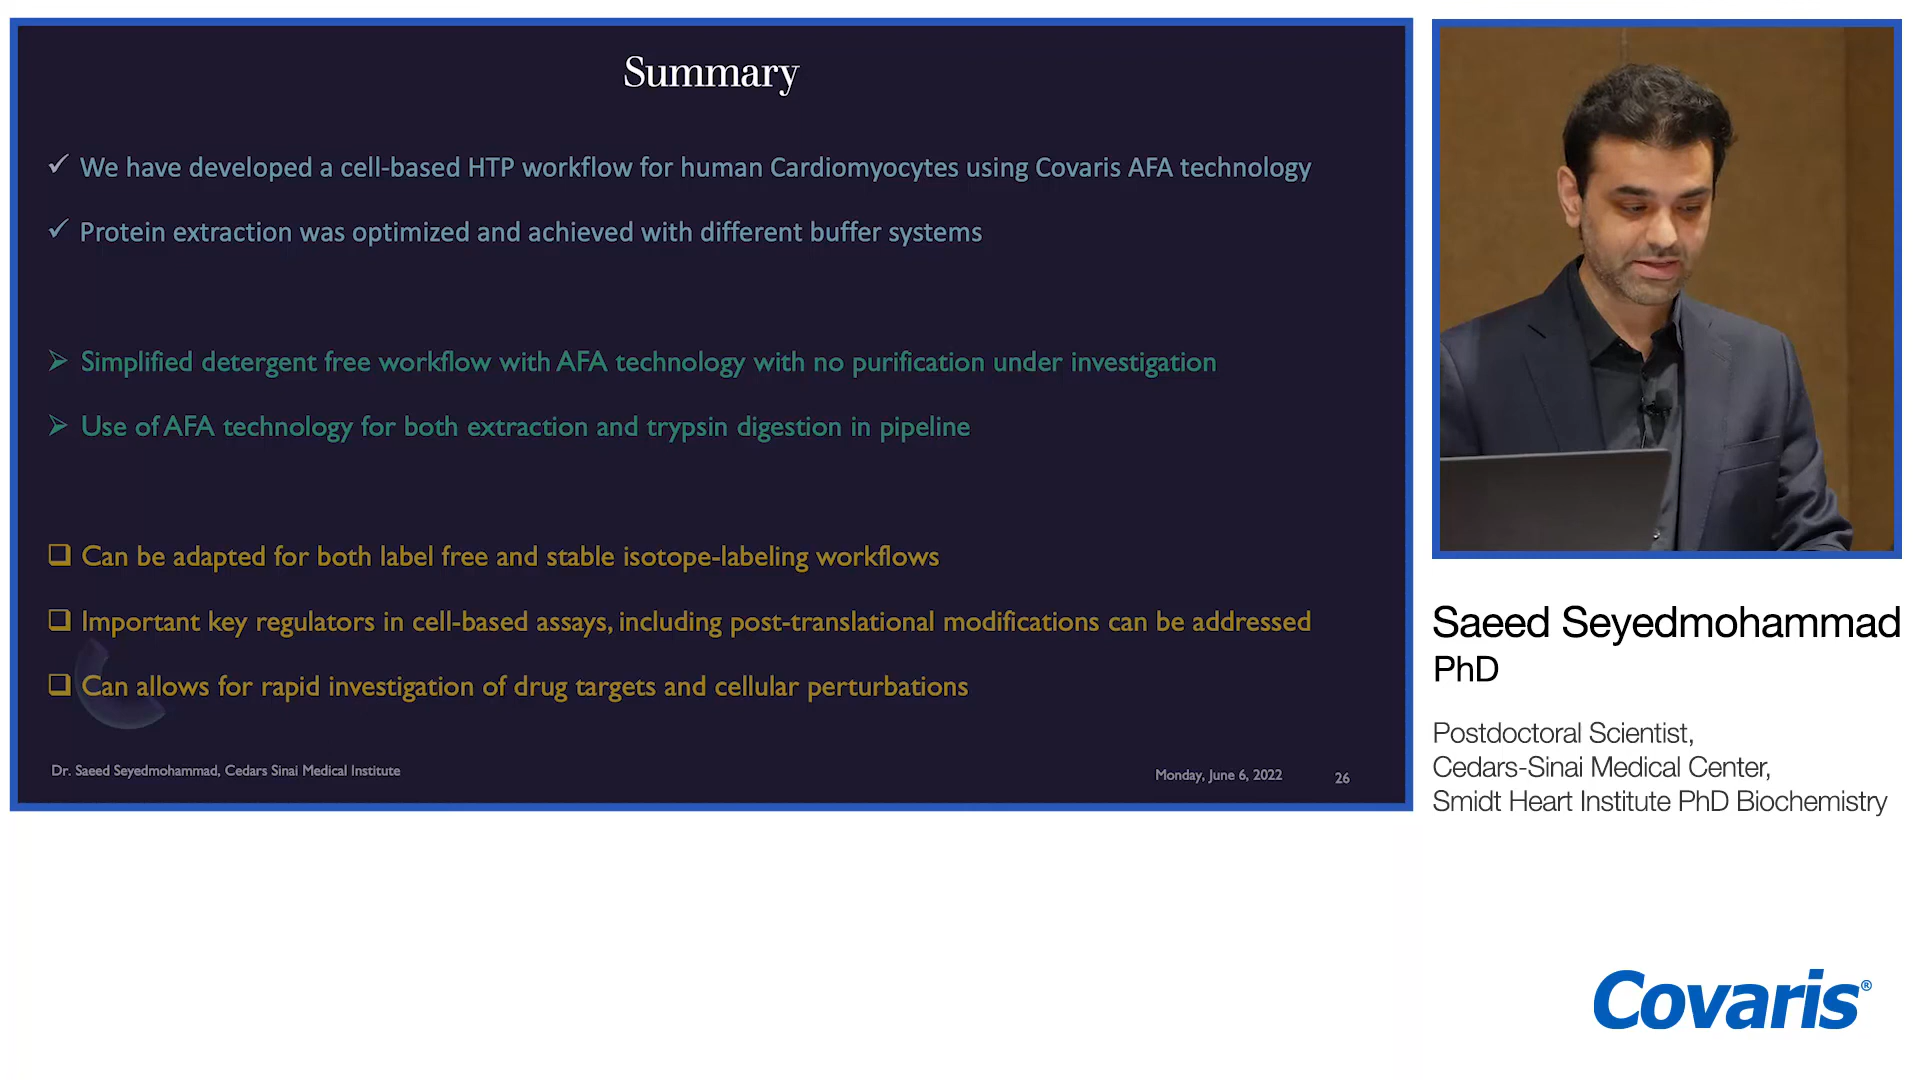 Summary
We have developed a cell-based HTP workflow for human Cardiomyocytes using Covaris AFA technology
Protein extraction was optimized and achieved with different buffer systems
Simplified detergent free workflow with AFA technology with no purification under investigation
Use of AFA technology for both extraction and trypsin digestion in pipeline
Can be adapted for both label free and stable isotope-labeling workflows
Important key regulators in cell-based assays, including post-translational modifications can be addressed
Can allows for rapid investigation of drug targets and cellular perturbations
Dr. Saeed Seyedmohammad, Cedars Sinai Medical Institute
Monday, June 6, 2022
26
Saeed Seyedmohammad
PhD
Postdoctoral Scientist,
Cedars-Sinai Medical Center,
Smidt Heart Institute PhD Biochemistry
Covaris®